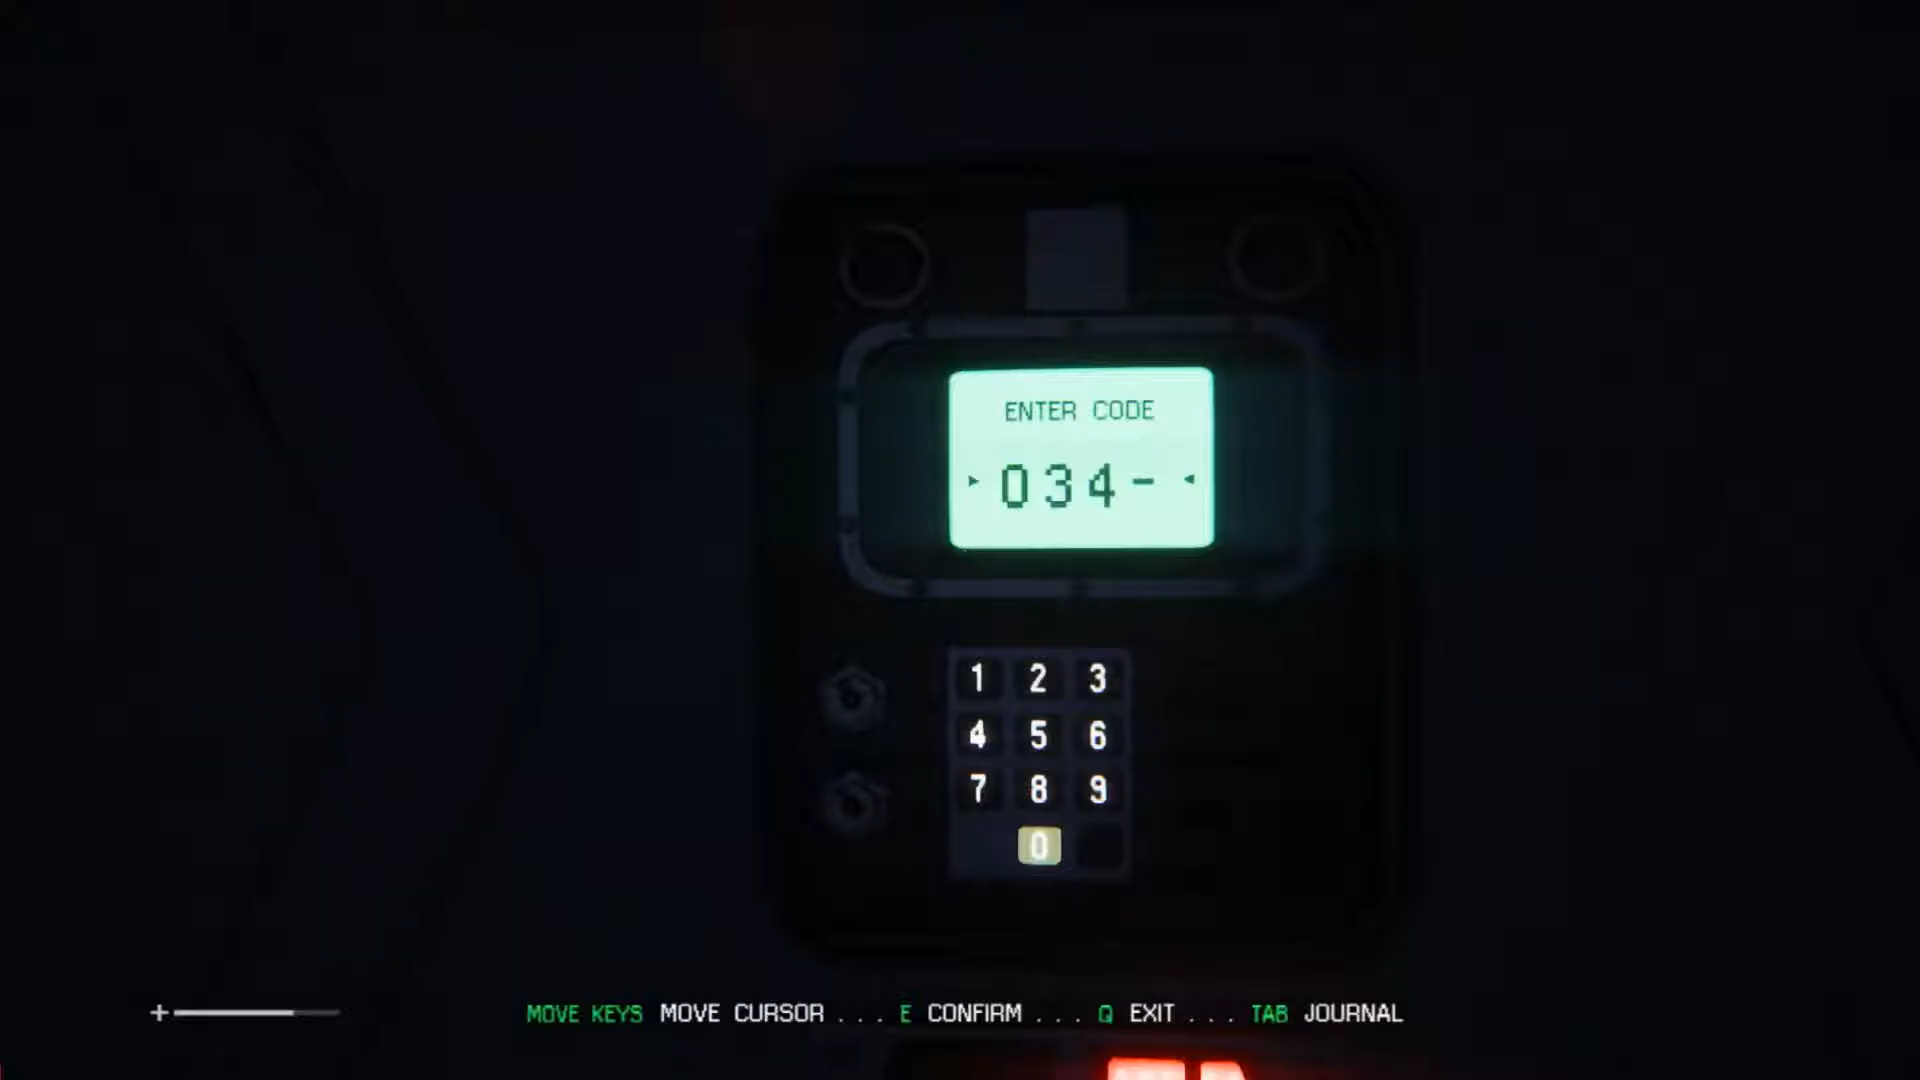 ENTER CODE
▸ 034- ◂
1 2 3
4 5 6
7 8 9
0
MOVE KEYS MOVE CURSOR . . . E CONFIRM . . . Q EXIT . . . TAB JOURNAL